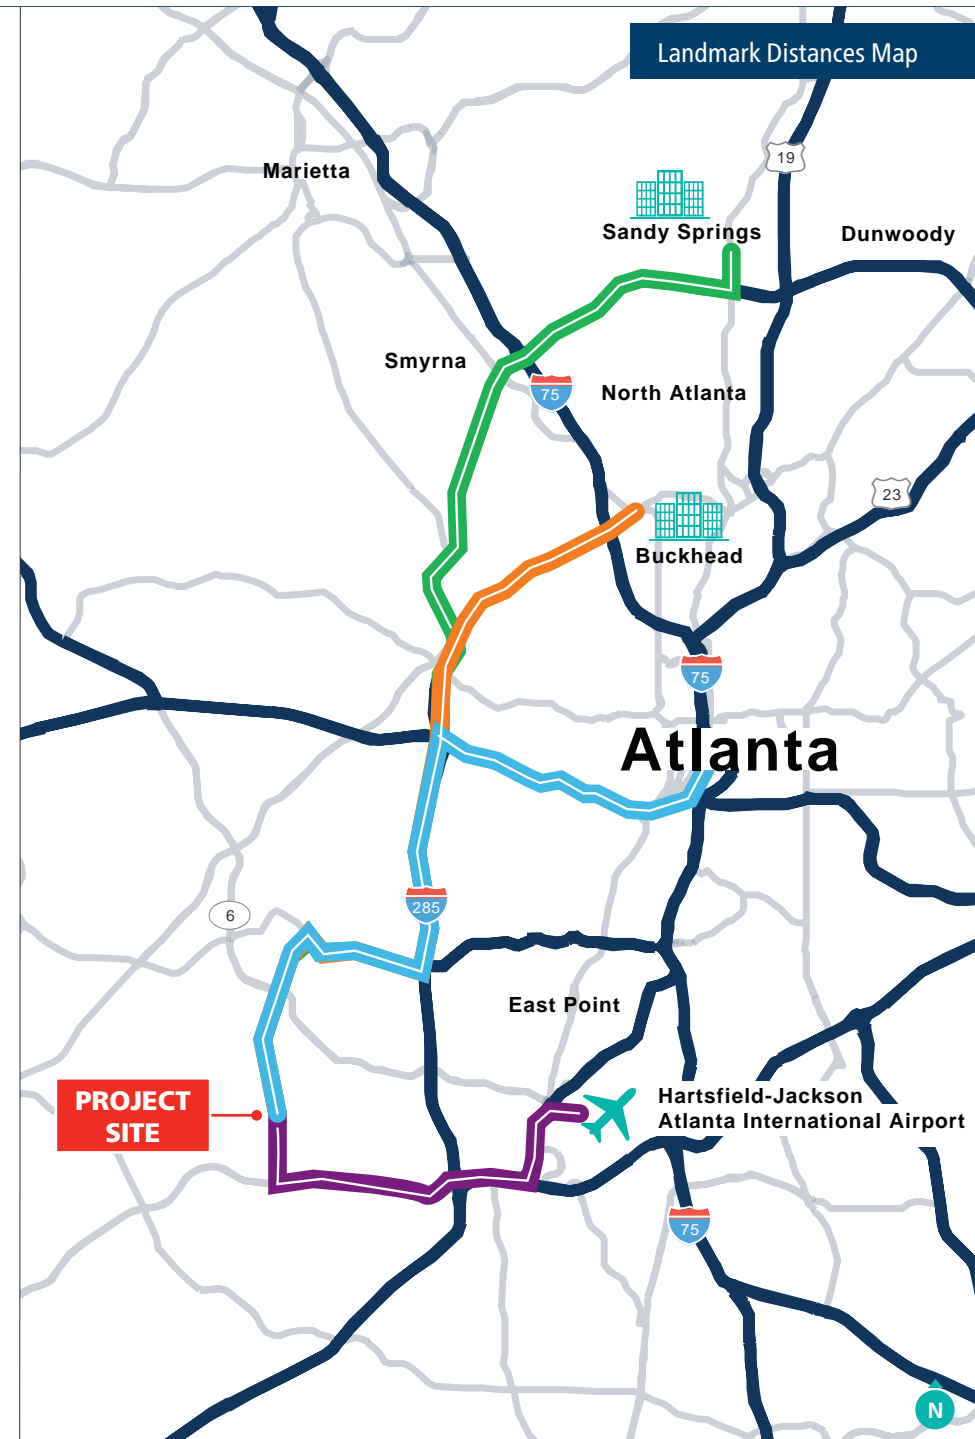 Landmark Distances Map
19
Marietta
Sandy Springs
Dunwoody
Smyrna
75
North Atlanta
23
Buckhead
75
Atlanta
285
6
East Point
PROJECT
SITE
Hartsfield-Jackson
Atlanta International Airport
75
N